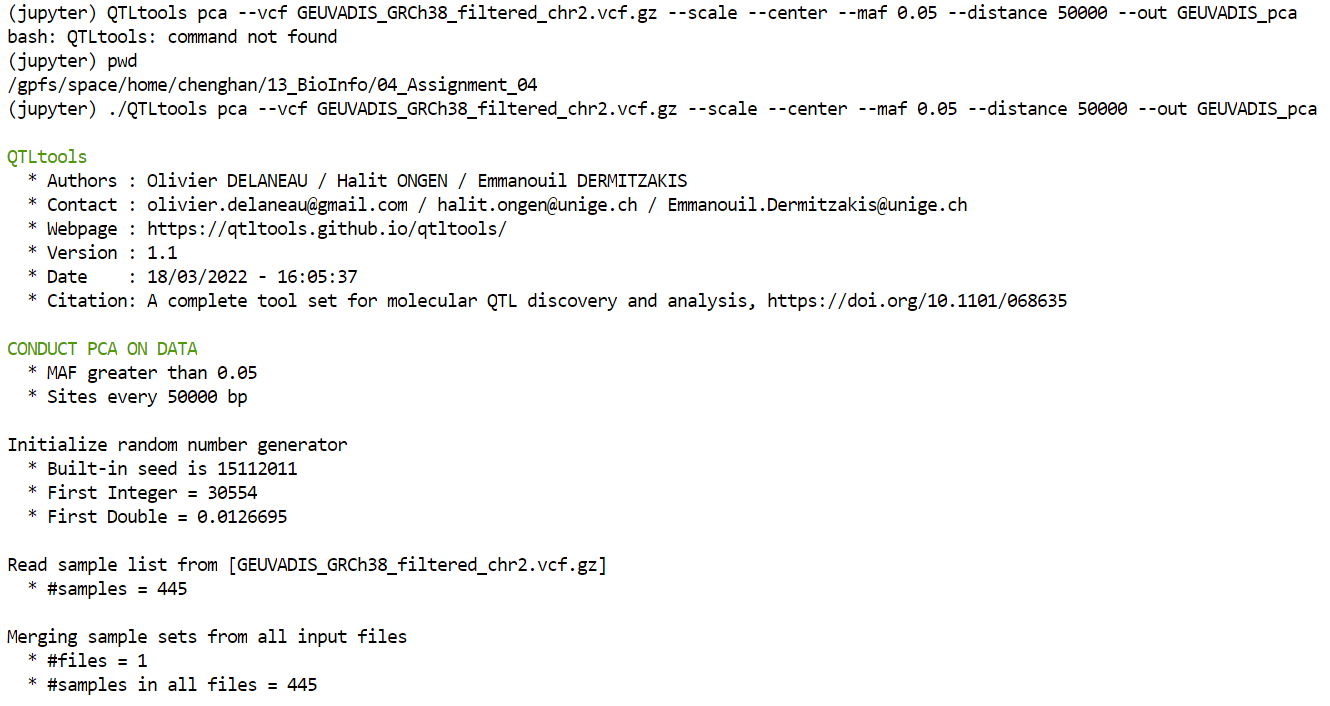 (jupyter) QTLtools pca --vcf GEUVADIS_GRCh38_filtered_chr2.vcf.gz --scale --center --maf 0.05 --distance 50000 --out GEUVADIS_pca
bash: QTLtools: command not found
(jupyter) pwd
/gpfs/space/home/chenghan/13_BioInfo/04_Assignment_04
(jupyter) ./QTLtools pca --vcf GEUVADIS_GRCh38_filtered_chr2.vcf.gz --scale --center --maf 0.05 --distance 50000 --out GEUVADIS_pca
QTLtools
* Authors : Olivier DELANEAU / Halit ONGEN / Emmanouil DERMITZAKIS
* Contact : olivier.delaneau@gmail.com / halit.ongen@unige.ch / Emmanouil.Dermitzakis@unige.ch
* Webpage : https://qtltools.github.io/qtltools/
* Version : 1.1
* Date    : 18/03/2022 - 16:05:37
* Citation: A complete tool set for molecular QTL discovery and analysis, https://doi.org/10.1101/068635
CONDUCT PCA ON DATA
* MAF greater than 0.05
* Sites every 50000 bp
Initialize random number generator
* Built-in seed is 15112011
* First Integer = 30554
* First Double = 0.0126695
Read sample list from [GEUVADIS_GRCh38_filtered_chr2.vcf.gz]
* #samples = 445
Merging sample sets from all input files
* #files = 1
* #samples in all files = 445